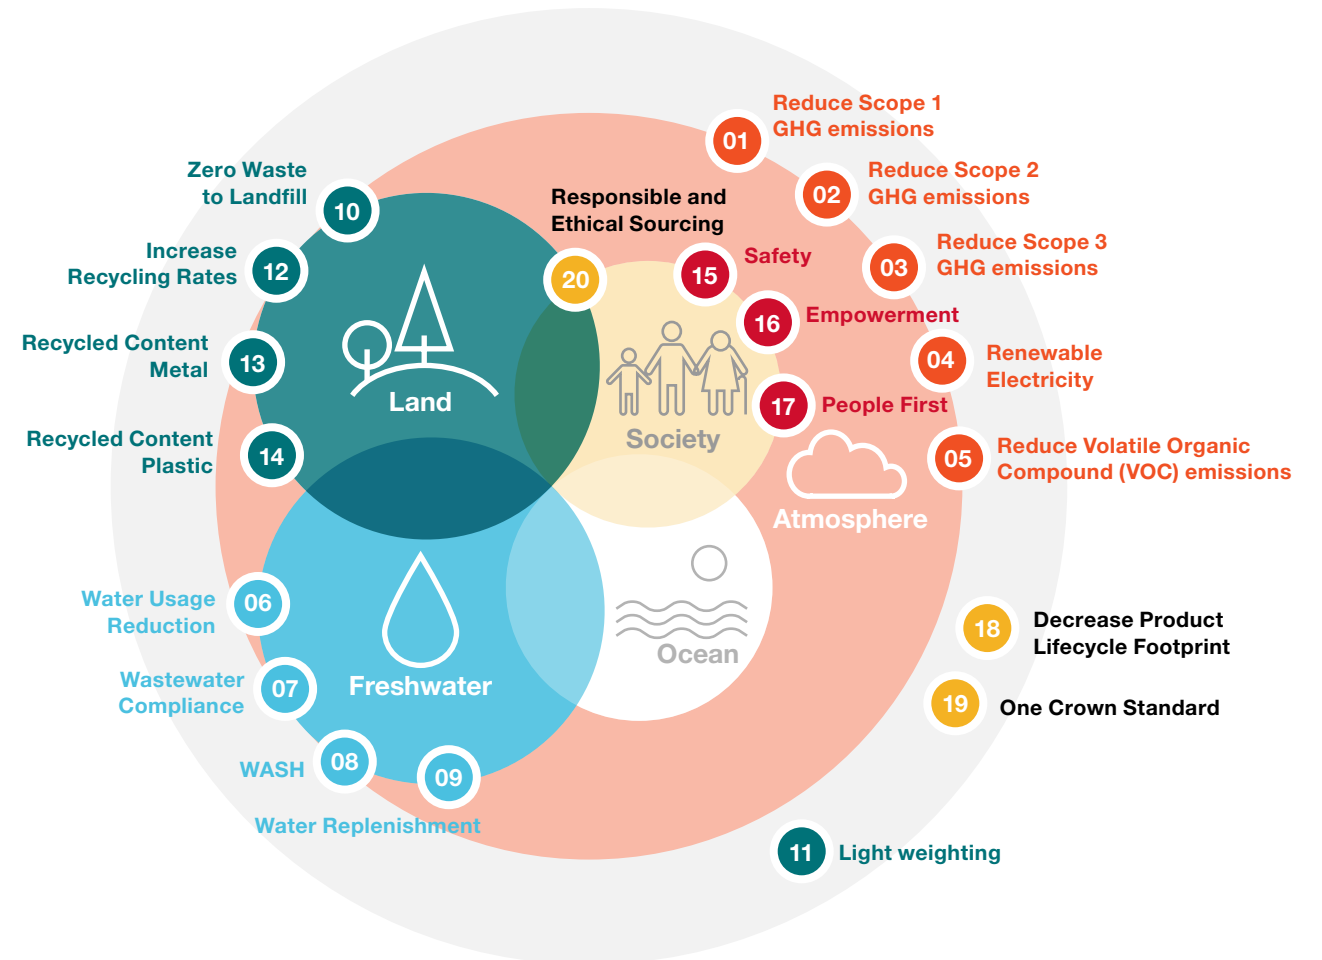 01
Reduce Scope 1
GHG emissions
02
Reduce Scope 2
GHG emissions
03
Reduce Scope 3
GHG emissions
04
Renewable
Electricity
05
Reduce Volatile Organic
Compound (VOC) emissions
Zero Waste
to Landfill
10
Increase
Recycling Rates
12
Recycled Content
Metal
13
Recycled Content
Plastic
14
Responsible and
Ethical Sourcing
20
15
Safety
16
Empowerment
17
People First
Land
Society
Atmosphere
Freshwater
Ocean
Water Usage
Reduction
06
Wastewater
Compliance
07
WASH
08
09
Water Replenishment
18
Decrease Product
Lifecycle Footprint
19
One Crown Standard
11
Light weighting